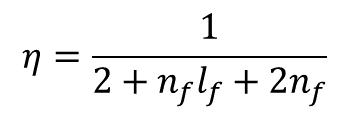 η = 1 / (2 + n_f l_f + 2n_f)